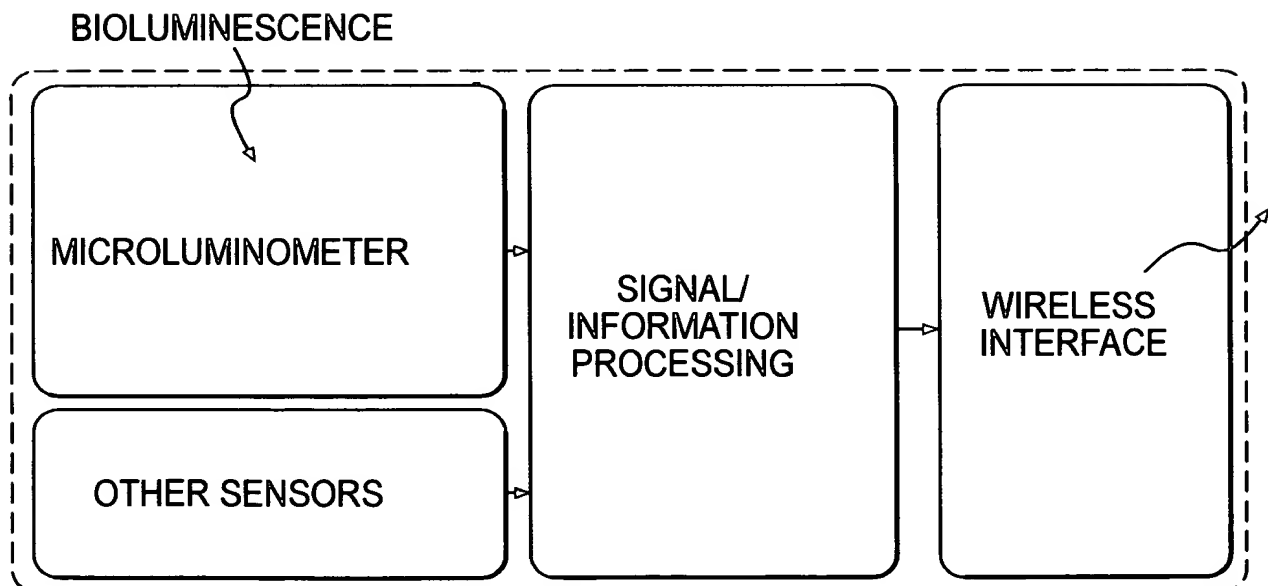 BIOLUMINESCENCE
MICROLUMINOMETER
OTHER SENSORS
SIGNAL/
INFORMATION
PROCESSING
WIRELESS
INTERFACE